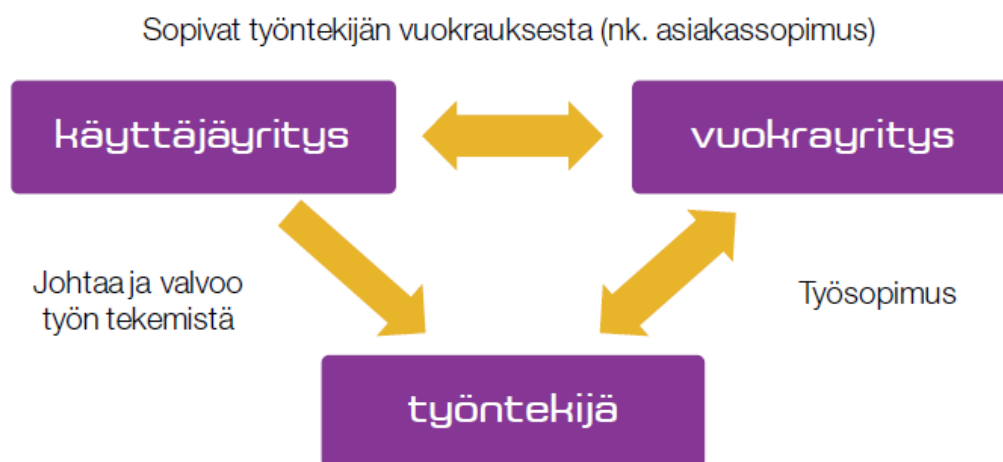 Sopivat työntekijän vuokrauksesta (nk. asiakassopimus)
käyttäjäyritys
vuokrayritys
Johtaa ja valvoo
työn tekemistä
Työsopimus
työntekijä